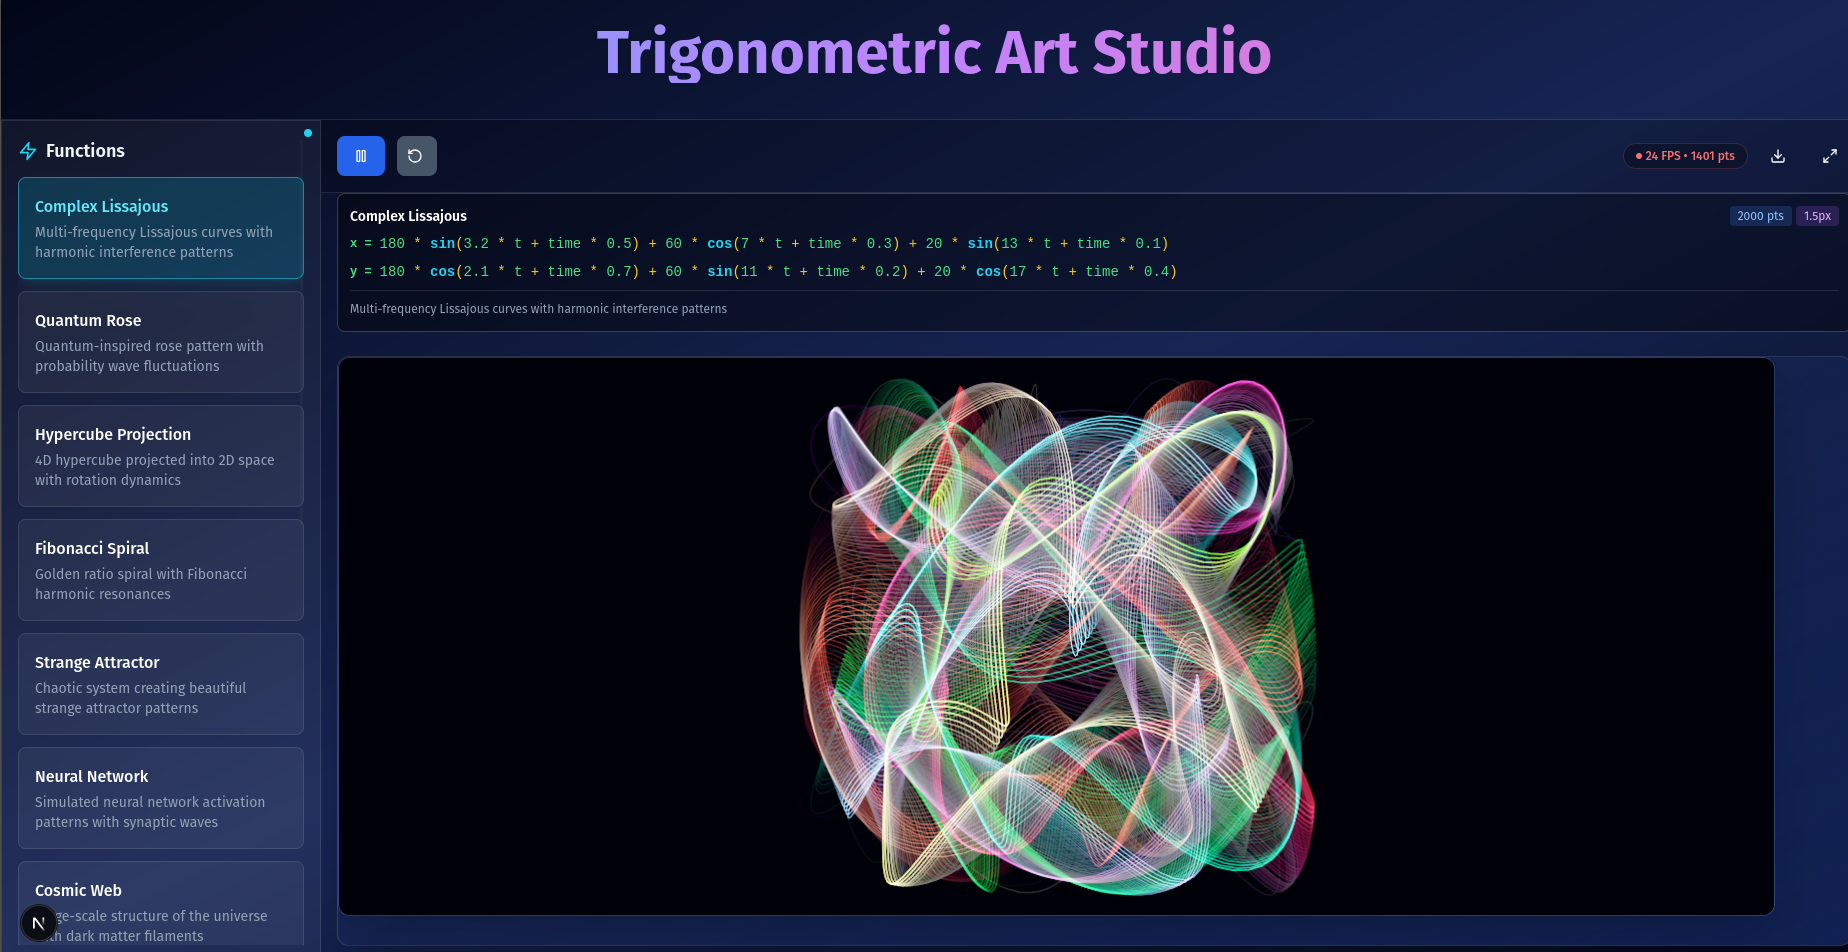 Trigonometric Art Studio
Functions
Complex Lissajous
Multi-frequency Lissajous curves with
harmonic interference patterns
Quantum Rose
Quantum-inspired rose pattern with
probability wave fluctuations
Hypercube Projection
4D hypercube projected into 2D space
with rotation dynamics
Fibonacci Spiral
Golden ratio spiral with Fibonacci
harmonic resonances
Strange Attractor
Chaotic system creating beautiful
strange attractor patterns
Neural Network
Simulated neural network activation
patterns with synaptic waves
Cosmic Web
ge-scale structure of the universe
th dark matter filaments
N
24 FPS • 1401 pts
Complex Lissajous
2000 pts 1.5px
x = 180 * sin(3.2 * t + time * 0.5) + 60 * cos(7 * t + time * 0.3) + 20 * sin(13 * t + time * 0.1)
y = 180 * cos(2.1 * t + time * 0.7) + 60 * sin(11 * t + time * 0.2) + 20 * cos(17 * t + time * 0.4)
Multi-frequency Lissajous curves with harmonic interference patterns